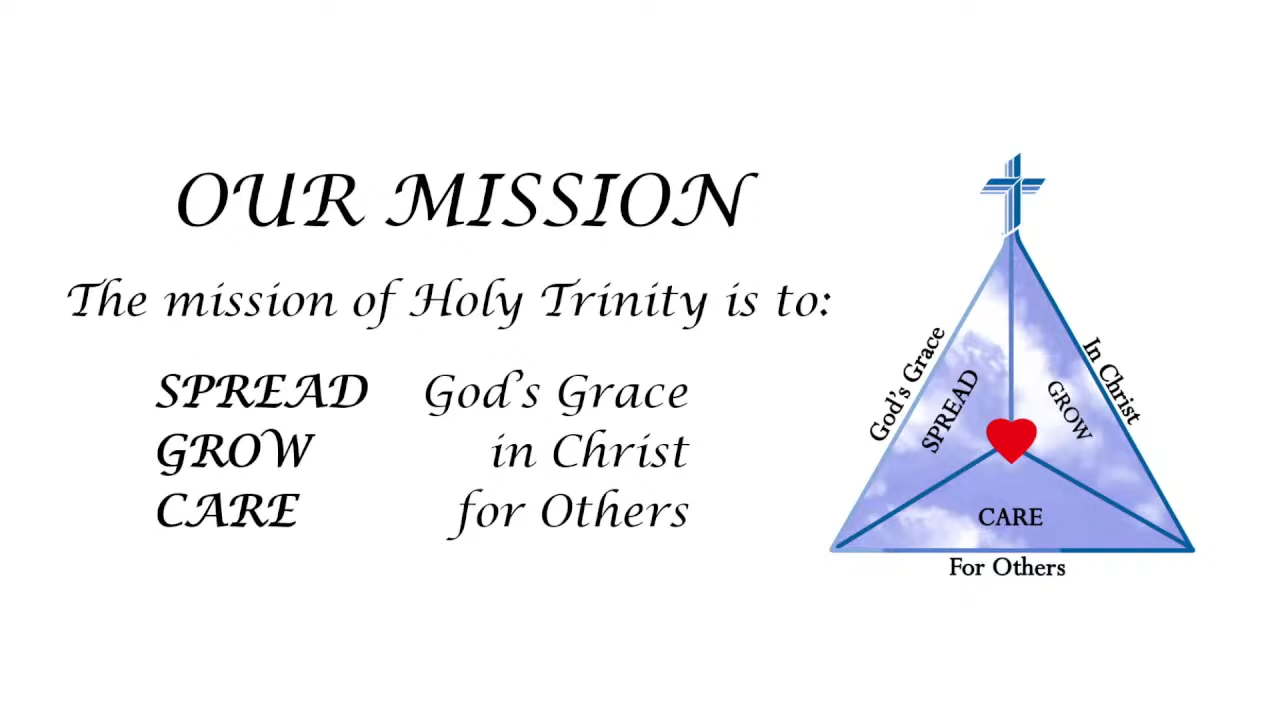 OUR MISSION
The mission of Holy Trinity is to:
SPREAD God's Grace
GROW in Christ
CARE for Others
God's Grace
SPREAD
In Christ
GROW
CARE
For Others